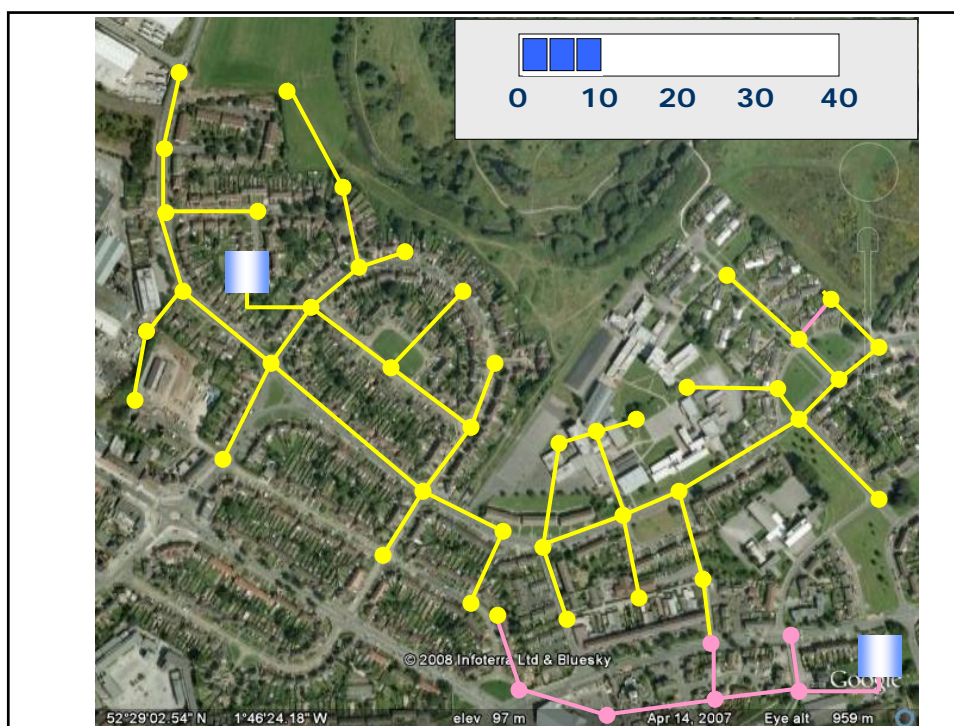 0 10 20 30 40
© 2008 Infoterra Ltd & Bluesky
Google
52°29'02.54" N 1°46'24.18" W elev 97 m Apr 14, 2007 Eye alt 959 m